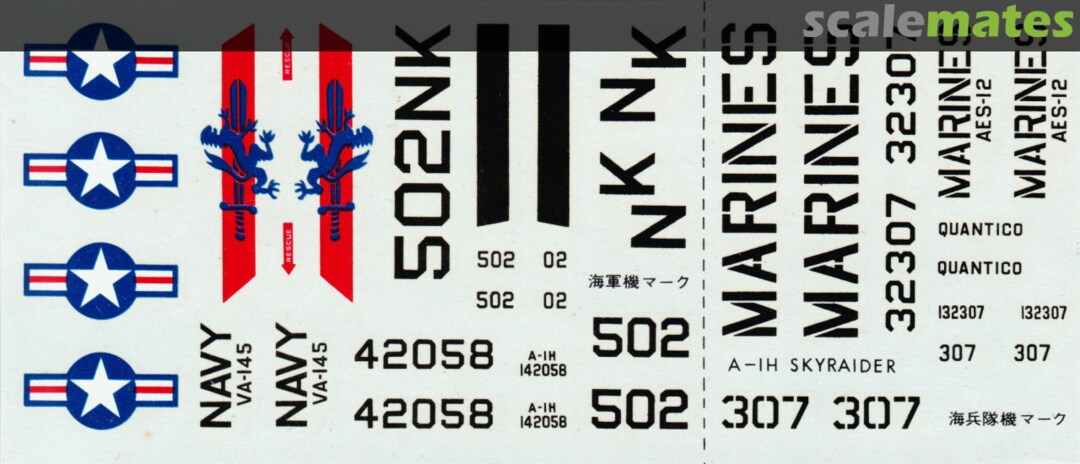 scalemates
RESCUE
RESCUE
NAVY
VA-145
NAVY
VA-145
502NK
502 02
502 02
42058
42058
A-1H
142058
A-1H
142058
NK
NK
海軍機マーク
502
502
MARINES
MARINES
32307
32307
MARINES
AES-12
MARINES
AES-12
QUANTICO
QUANTICO
132307 132307
307 307
A-1H SKYRAIDER
307 307
海兵隊機マーク